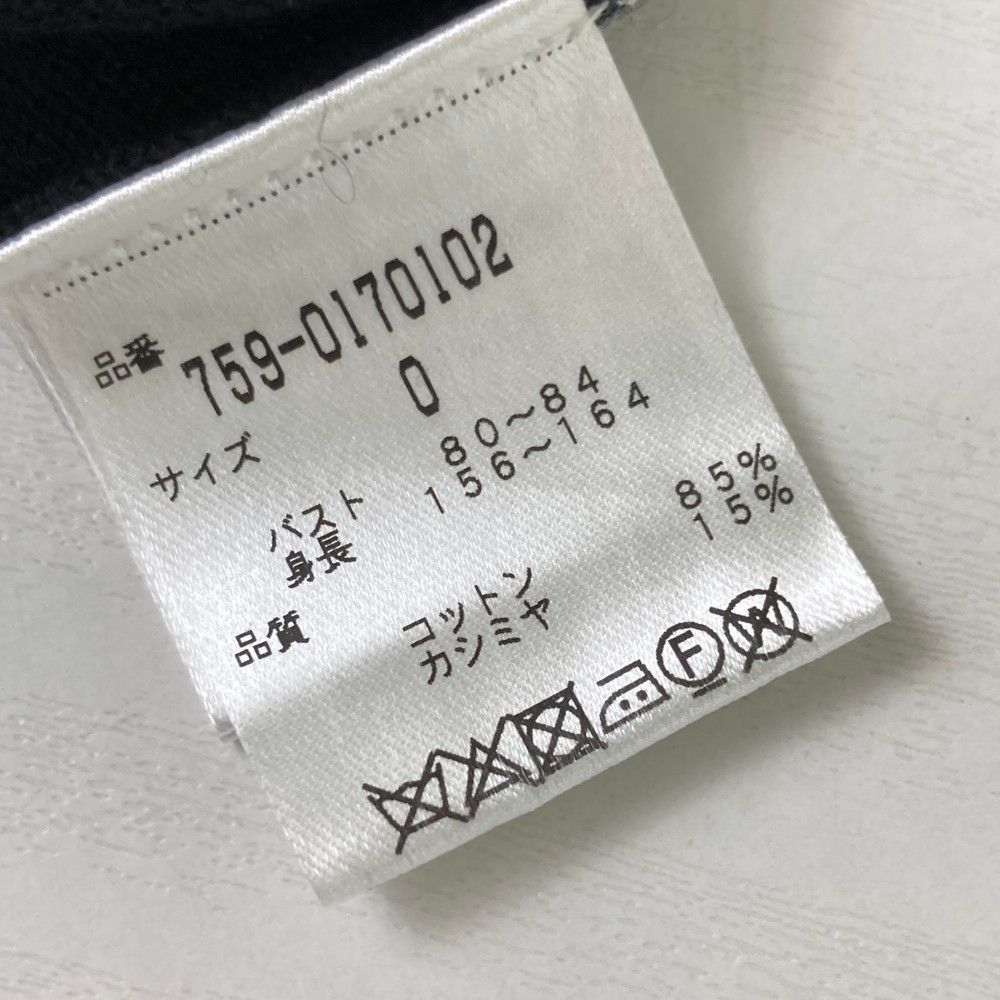 品番 759-0170102
サイズ 0
バスト 80〜84
身長 156〜164
品質 コットン 85%
カシミヤ 15%
F W